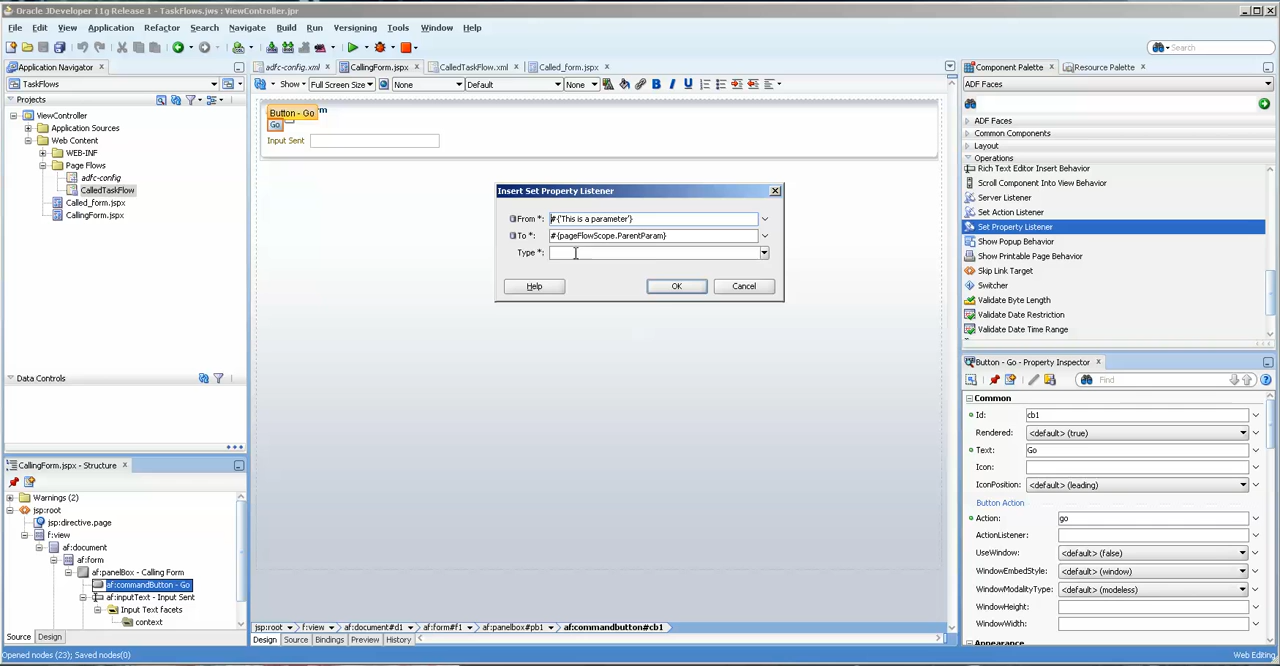 Oracle JDeveloper 11g Release 1 - TaskFlows.jws : ViewController.jpr
File Edit View Application Refactor Search Navigate Build Run Versioning Tools Window Help
Search
Application Navigator
TaskFlows
Projects
ViewController
Application Sources
Web Content
WEB-INF
Page Flows
adfc-config
CalledTaskFlow
Called_form.jspx
CallingForm.jspx
Data Controls
CallingForm.jspx - Structure
Warnings (2)
jsp:root
jsp:directive.page
f:view
af:document
af:form
af:panelBox - Calling Form
af:commandButton - Go
af:inputText - Input Sent
Input Text facets
context
Source Design
adfc-config.xml CallingForm.jspx CalledTaskFlow.xml Called_form.jspx
Show Full Screen Size None Default None
Button - Go
Go
Input Sent
Insert Set Property Listener
From *: #{'This is a parameter'}
To *: #{pageFlowScope.ParentParam}
Type *:
Help OK Cancel
jsp:root f:view af:document#d1 af:form#f1 af:panelbox#pb1 af:commandbutton#cb1
Design Source Bindings Preview History
Component Palette Resource Palette
ADF Faces
ADF Faces
Common Components
Layout
Operations
Rich Text Editor Insert Behavior
Scroll Component Into View Behavior
Server Listener
Set Action Listener
Set Property Listener
Show Popup Behavior
Show Printable Page Behavior
Skip Link Target
Switcher
Validate Byte Length
Validate Date Restriction
Validate Date Time Range
Button - Go - Property Inspector
Find
Common
Id: cb1
Rendered: <default> (true)
Text: Go
Icon:
IconPosition: <default> (leading)
Button Action
Action: go
ActionListener:
UseWindow: <default> (false)
WindowEmbedStyle: <default> (window)
WindowModalityType: <default> (modeless)
WindowHeight:
WindowWidth:
Appearance
Opened nodes (23); Saved nodes(0)
Web Editing